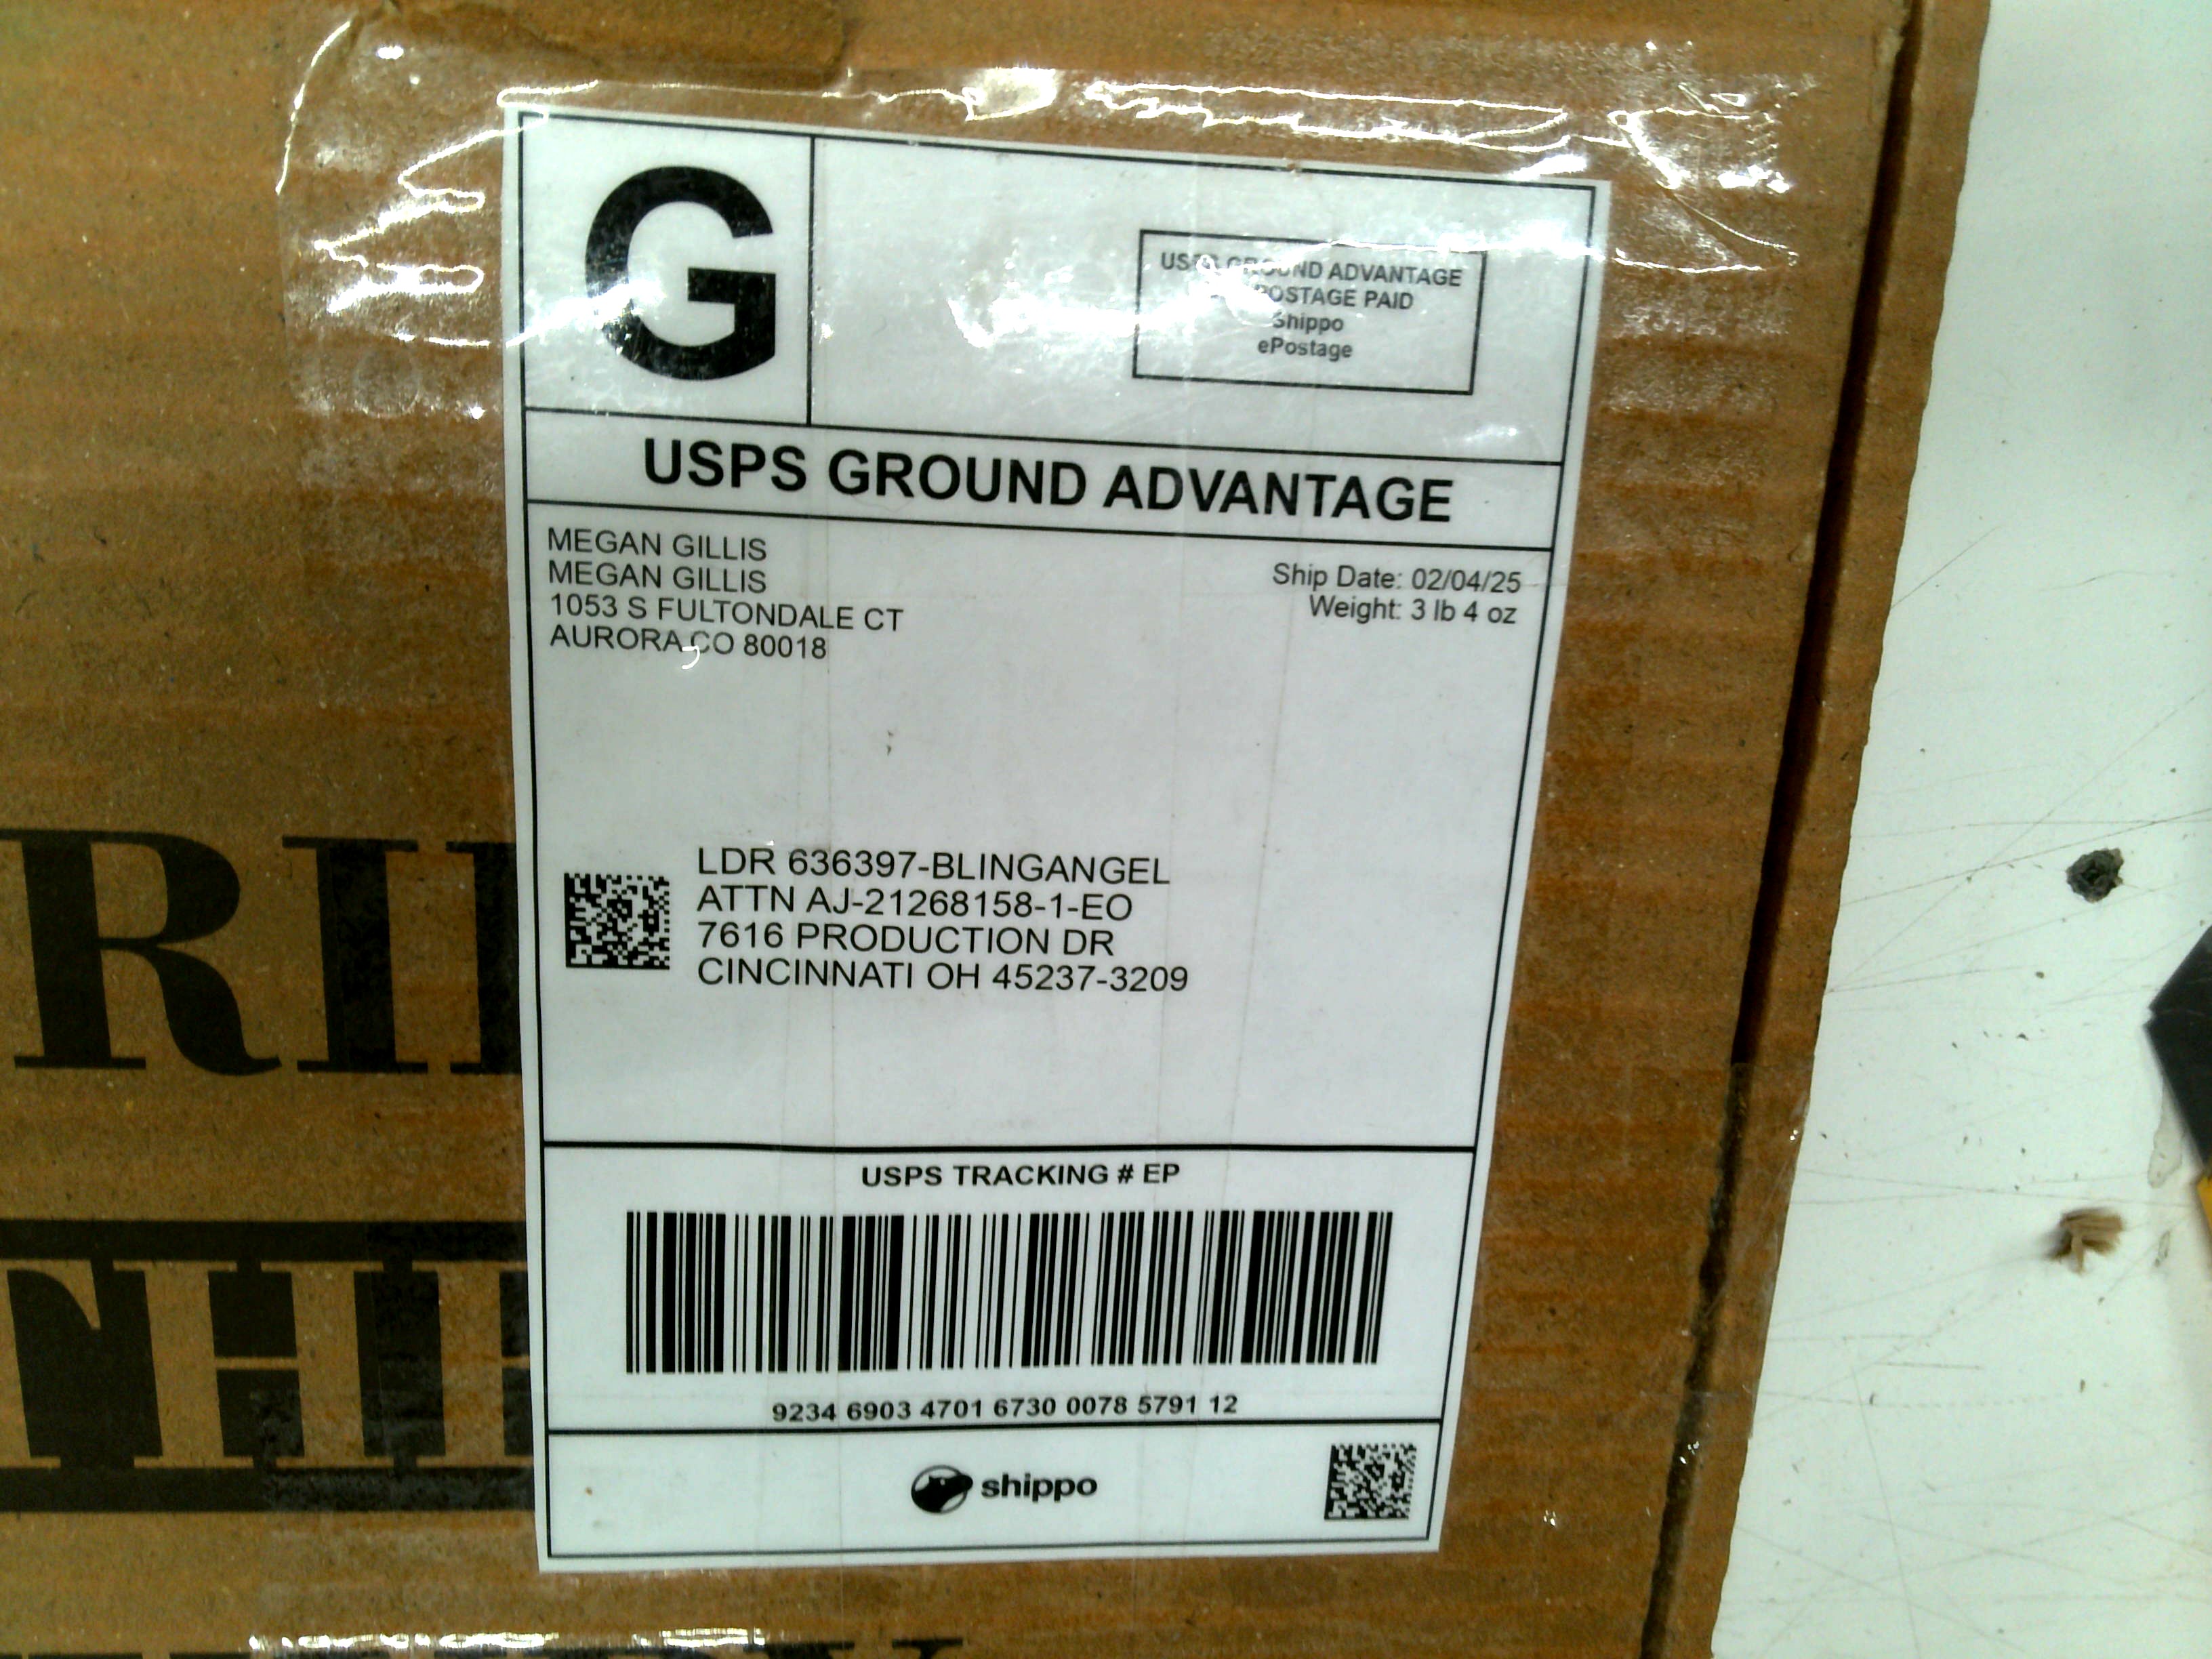 G
USPS GROUND ADVANTAGE
POSTAGE PAID
Shippo
ePostage
USPS GROUND ADVANTAGE
MEGAN GILLIS
MEGAN GILLIS
1053 S FULTONDALE CT
AURORA CO 80018
Ship Date: 02/04/25
Weight: 3 lb 4 oz
LDR 636397-BLINGANGEL
ATTN AJ-21268158-1-EO
7616 PRODUCTION DR
CINCINNATI OH 45237-3209
USPS TRACKING # EP
9234 6903 4701 6730 0078 5791 12
shippo